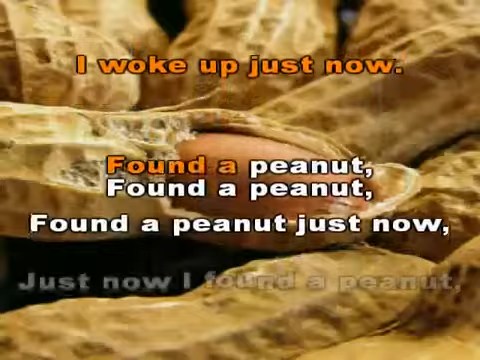 I woke up just now.
Found a peanut,
Found a peanut,
Found a peanut just now,
Just now I found a peanut,